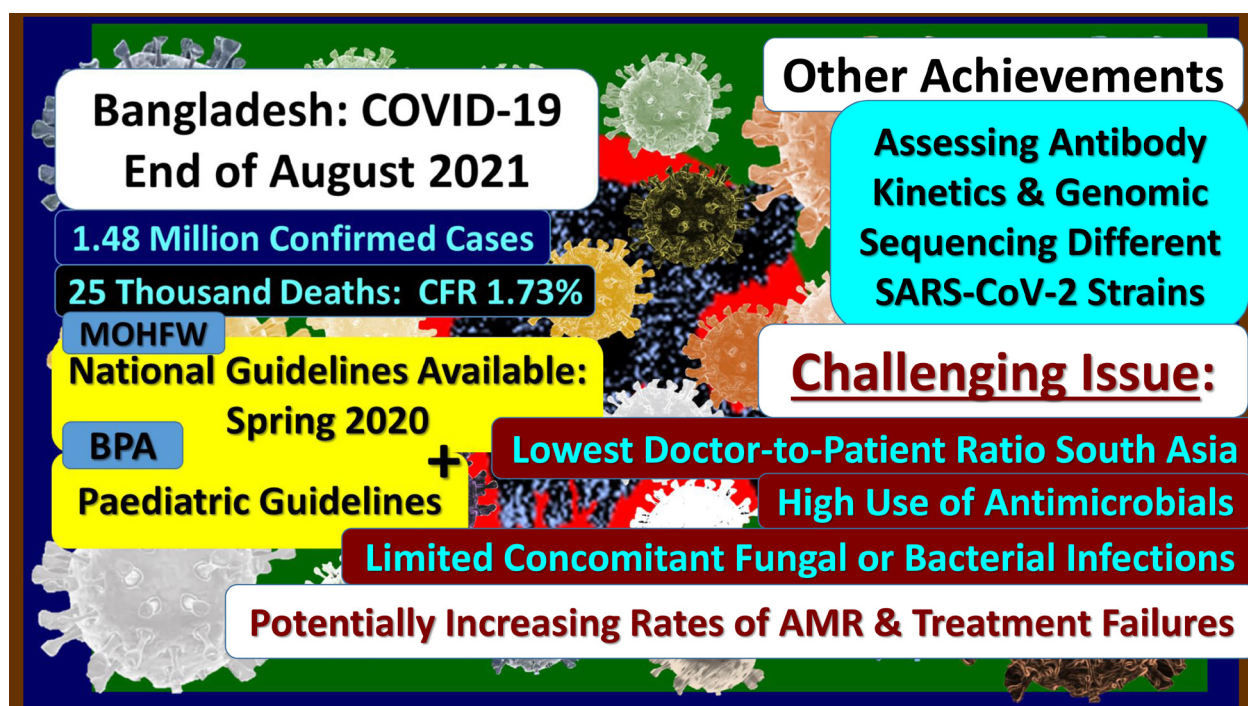 Bangladesh: COVID-19
End of August 2021
1.48 Million Confirmed Cases
25 Thousand Deaths: CFR 1.73%
MOHFW
National Guidelines Available:
Spring 2020
BPA
+
Paediatric Guidelines
Other Achievements
Assessing Antibody
Kinetics & Genomic
Sequencing Different
SARS-CoV-2 Strains
Challenging Issue:
Lowest Doctor-to-Patient Ratio South Asia
High Use of Antimicrobials
Limited Concomitant Fungal or Bacterial Infections
Potentially Increasing Rates of AMR & Treatment Failures